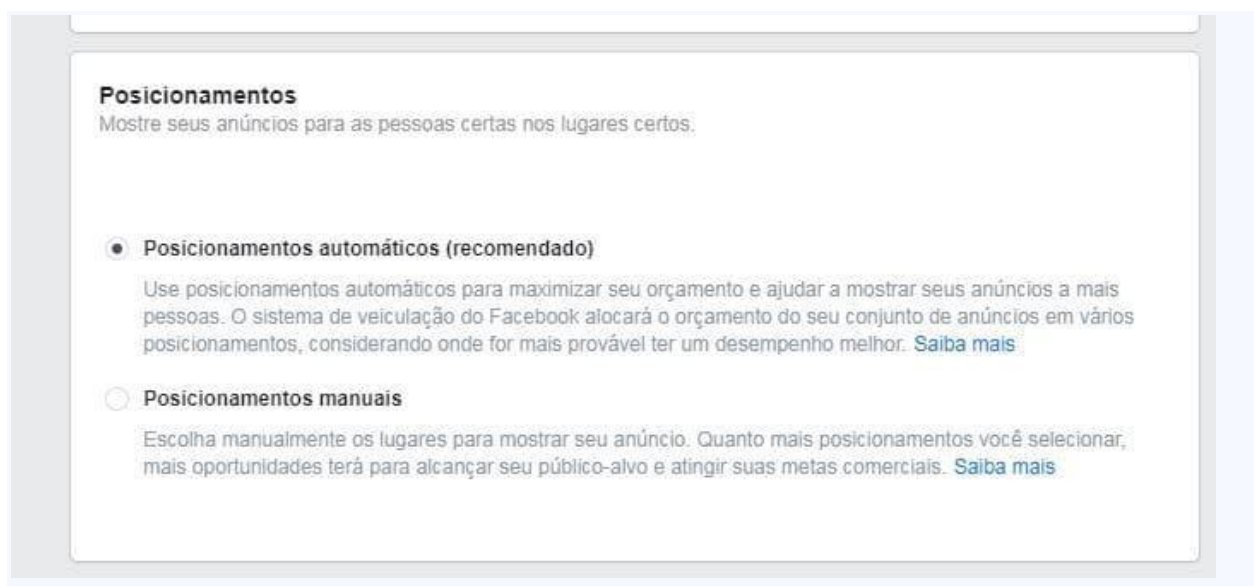 Posicionamentos
Mostre seus anúncios para as pessoas certas nos lugares certos.
Posicionamentos automáticos (recomendado)
Use posicionamentos automáticos para maximizar seu orçamento e ajudar a mostrar seus anúncios a mais
pessoas. O sistema de veiculação do Facebook alocará o orçamento do seu conjunto de anúncios em vários
posicionamentos, considerando onde for mais provável ter um desempenho melhor. Saiba mais
Posicionamentos manuais
Escolha manualmente os lugares para mostrar seu anúncio. Quanto mais posicionamentos você selecionar,
mais oportunidades terá para alcançar seu público-alvo e atingir suas metas comerciais. Saiba mais